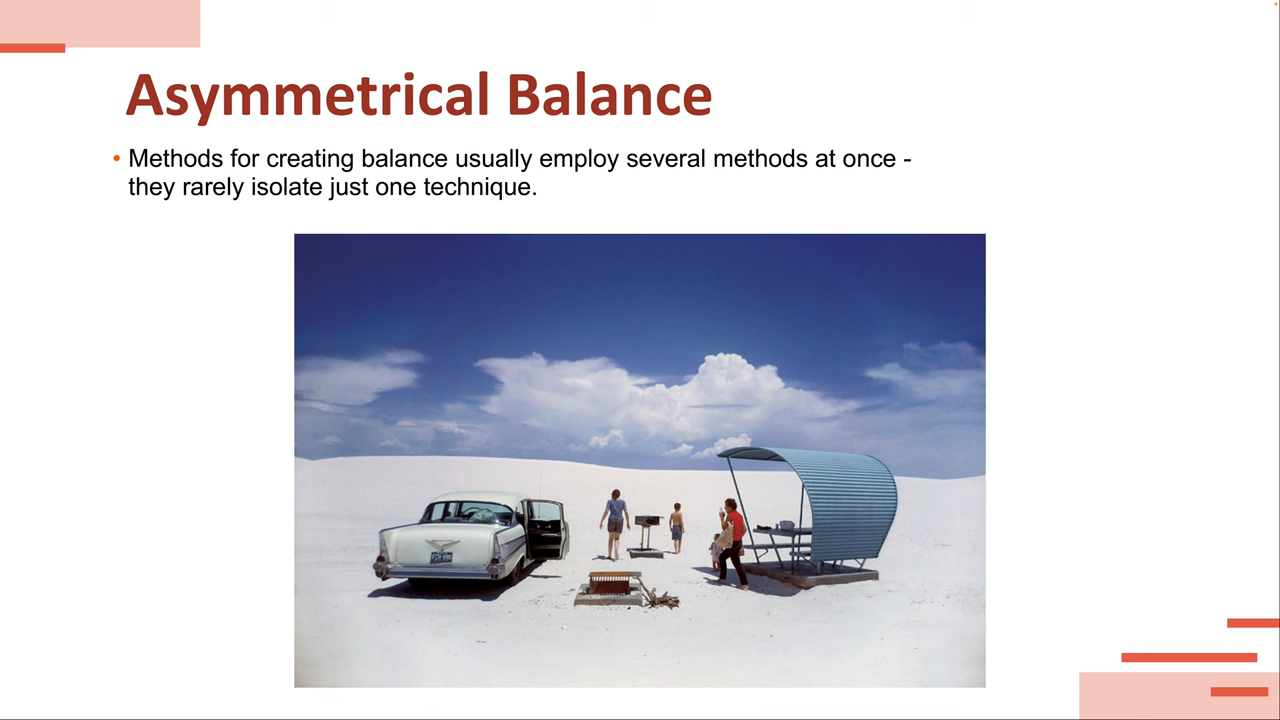 Asymmetrical Balance
• Methods for creating balance usually employ several methods at once -
they rarely isolate just one technique.